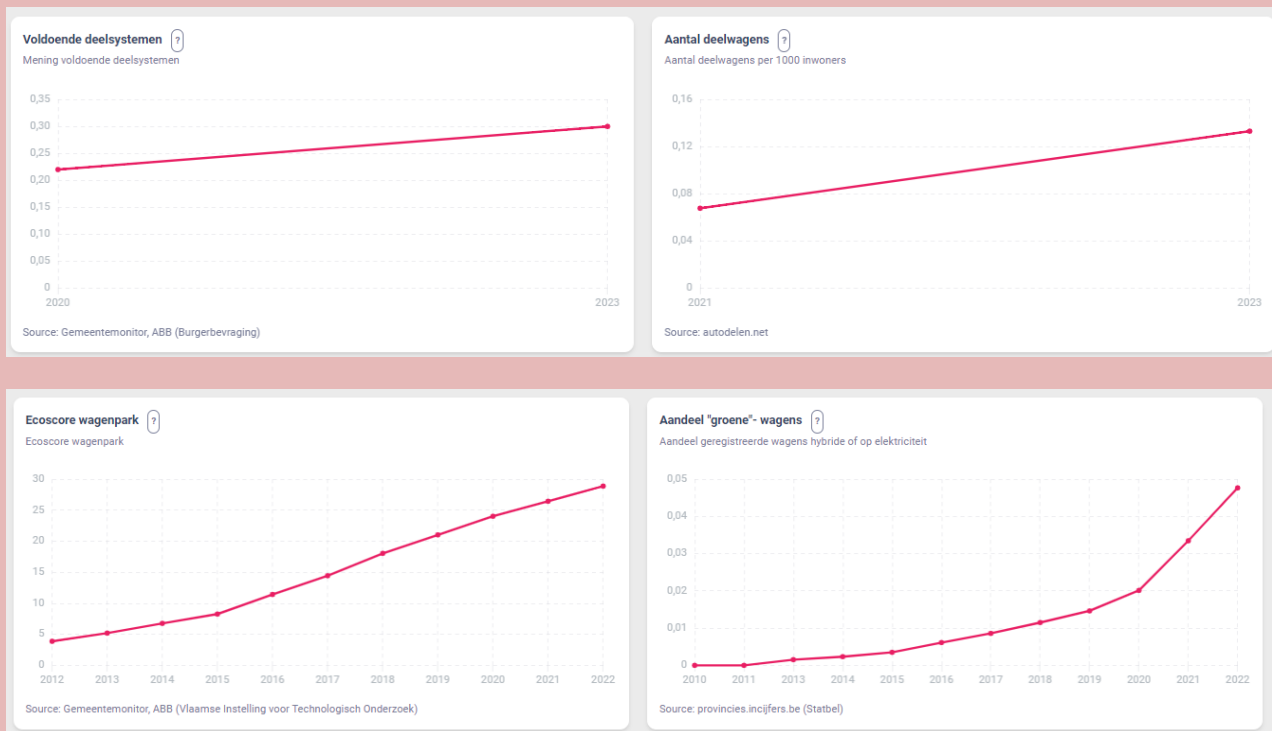 Voldoende deelsystemen ?
Mening voldoende deelsystemen
0,35
0,30
0,25
0,20
0,15
0,10
0,05
0
2020 2023
Source: Gemeentemonitor, ABB (Burgerbevraging)
Aantal deelwagens ?
Aantal deelwagens per 1000 inwoners
0,16
0,12
0,08
0,04
0
2021 2023
Source: autodelen.net
Ecoscore wagenpark ?
Ecoscore wagenpark
30
25
20
15
10
5
0
2012 2013 2014 2015 2016 2017 2018 2019 2020 2021 2022
Source: Gemeentemonitor, ABB (Vlaamse Instelling voor Technologisch Onderzoek)
Aandeel "groene"- wagens ?
Aandeel geregistreerde wagens hybride of op elektriciteit
0,05
0,04
0,03
0,02
0,01
0
2010 2011 2013 2014 2015 2016 2017 2018 2019 2020 2021 2022
Source: provincies.incijfers.be (Statbel)